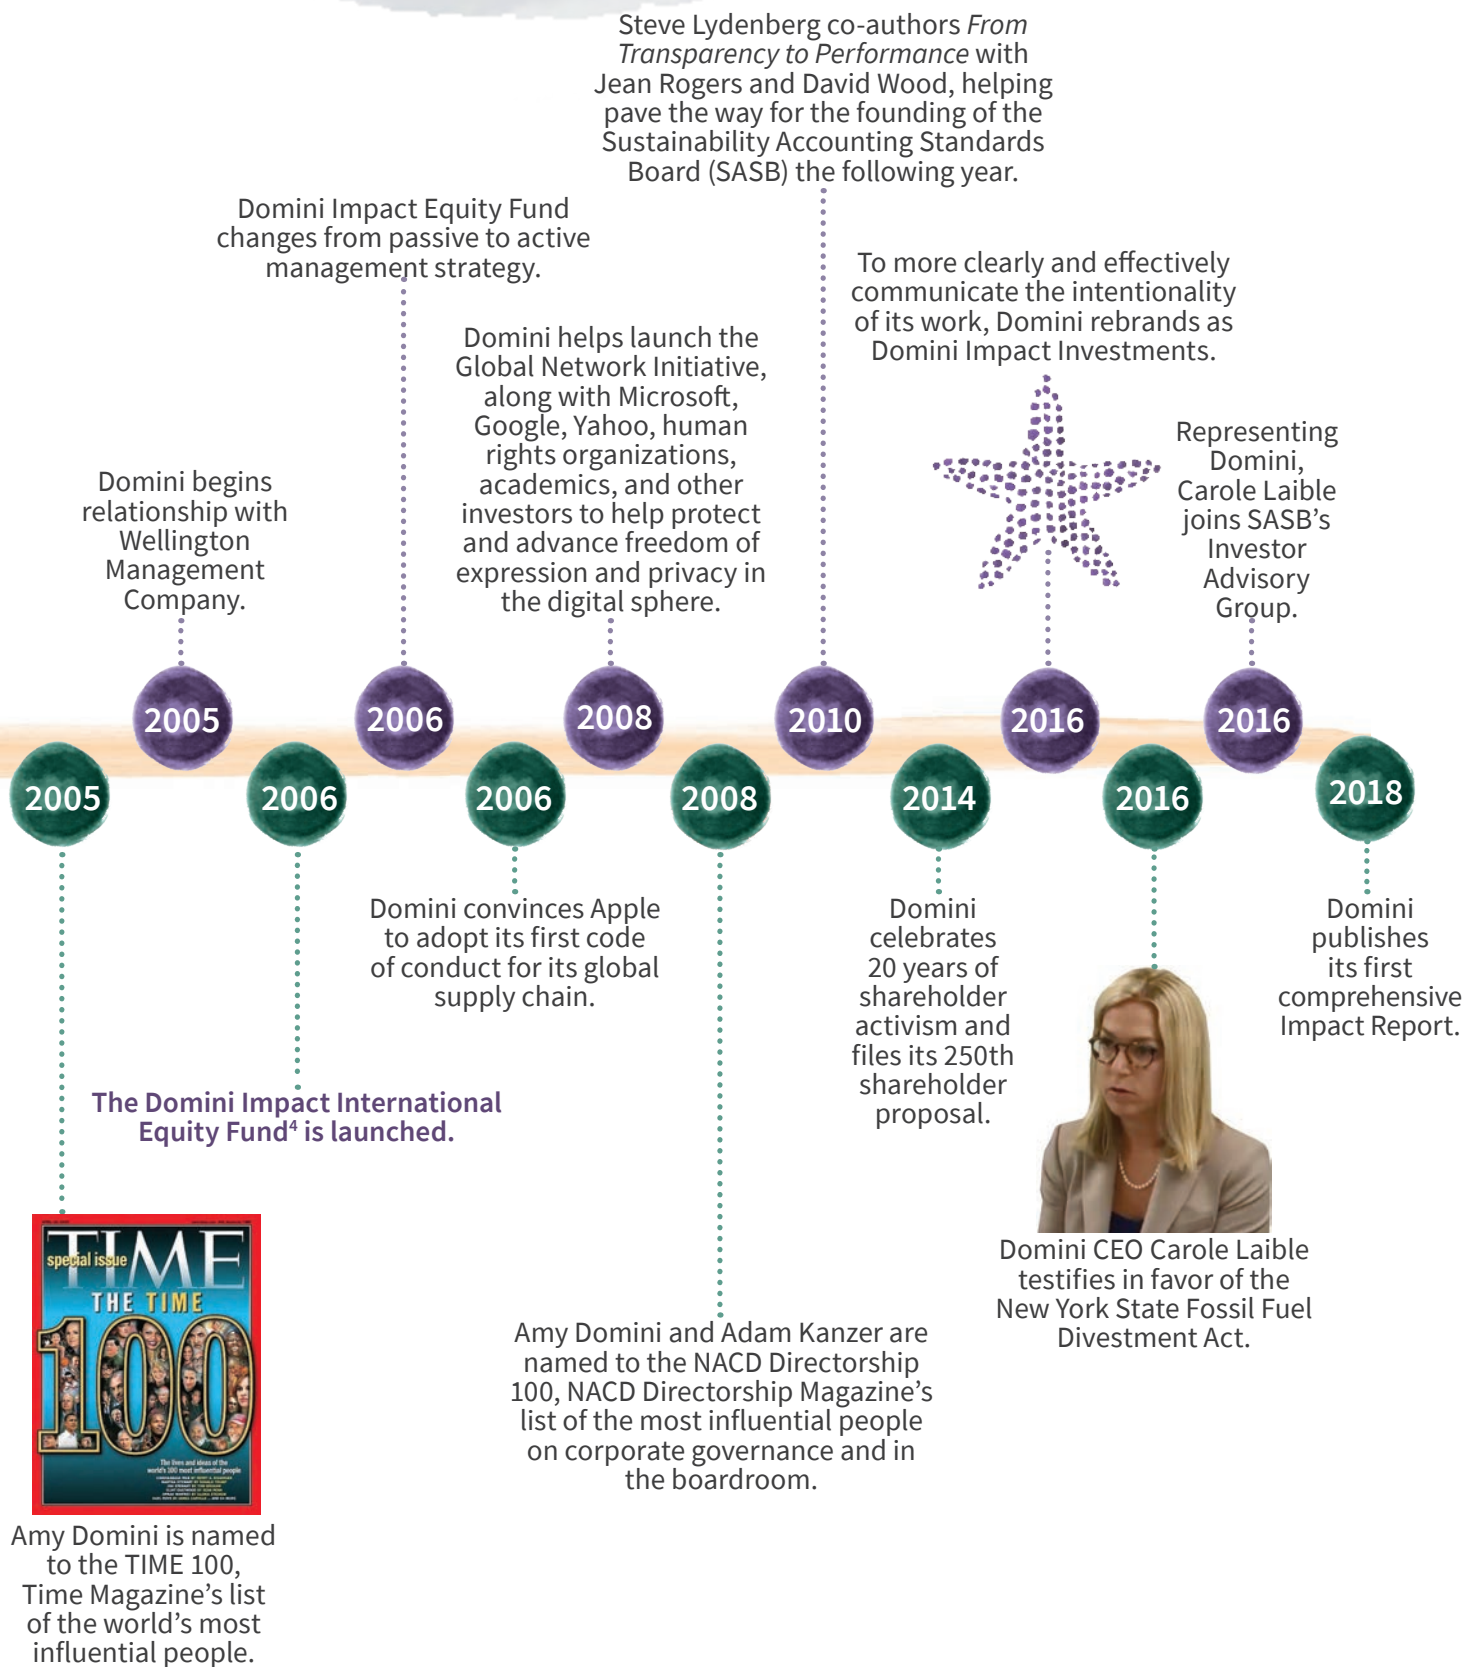 Steve Lydenberg co-authors From
Transparency to Performance with
Jean Rogers and David Wood, helping
pave the way for the founding of the
Sustainability Accounting Standards
Board (SASB) the following year.
Domini Impact Equity Fund
changes from passive to active
management strategy.
To more clearly and effectively
communicate the intentionality
of its work, Domini rebrands as
Domini Impact Investments.
Domini helps launch the
Global Network Initiative,
along with Microsoft,
Google, Yahoo, human
rights organizations,
academics, and other
investors to help protect
and advance freedom of
expression and privacy in
the digital sphere.
Representing
Domini,
Carole Laible
joins SASB’s
Investor
Advisory
Group.
Domini begins
relationship with
Wellington
Management
Company.
2005
2006
2008
2010
2016
2016
2005
2006
2006
2008
2014
2016
2018
Domini convinces Apple
to adopt its first code
of conduct for its global
supply chain.
Domini
celebrates
20 years of
shareholder
activism and
files its 250th
shareholder
proposal.
Domini
publishes
its first
comprehensive
Impact Report.
The Domini Impact International
Equity Fund4 is launched.
TIME
special issue
THE TIME
100
The lives and ideas of the
world's 100 most influential people
Domini CEO Carole Laible
testifies in favor of the
New York State Fossil Fuel
Divestment Act.
Amy Domini and Adam Kanzer are
named to the NACD Directorship
100, NACD Directorship Magazine’s
list of the most influential people
on corporate governance and in
the boardroom.
Amy Domini is named
to the TIME 100,
Time Magazine’s list
of the world’s most
influential people.